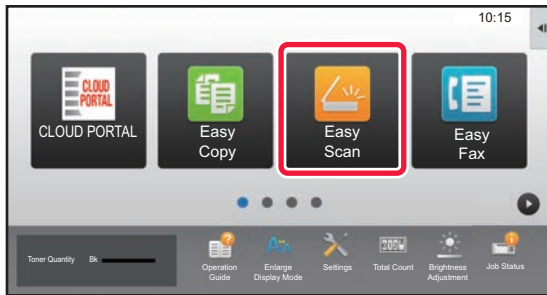 10:15
CLOUD
PORTAL
CLOUD PORTAL
Easy
Copy
Easy
Scan
Easy
Fax
Toner Quantity Bk
Operation
Guide
Enlarge
Display Mode
Settings
Total Count
Brightness
Adjustment
Job Status